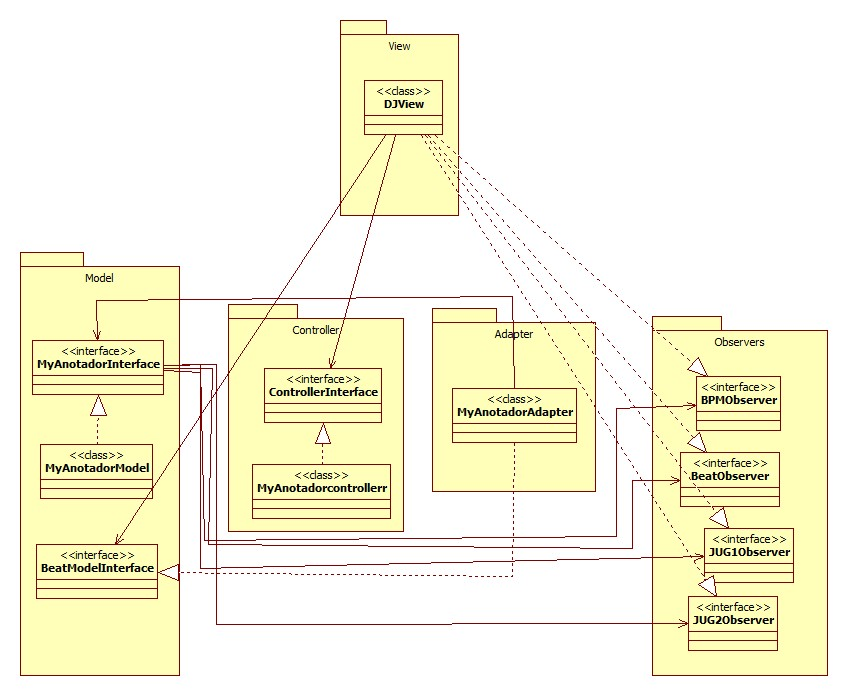 View
<<class>>
DJView
Model
<<interface>>
MyAnotadorInterface
<<class>>
MyAnotadorModel
<<interface>>
BeatModelInterface
Controller
<<interface>>
ControllerInterface
<<class>>
MyAnotadorcontrollerr
Adapter
<<class>>
MyAnotadorAdapter
Observers
<<interface>>
BPMObserver
<<interface>>
BeatObserver
<<interface>>
JUG1Observer
<<interface>>
JUG2Observer